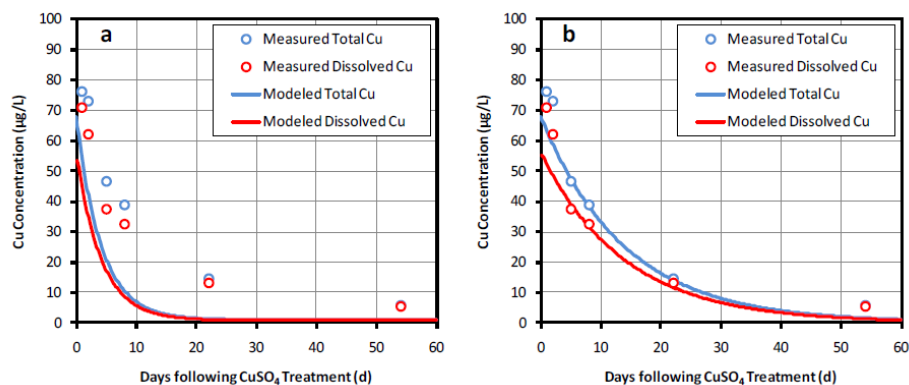 a
Measured Total Cu
Measured Dissolved Cu
Modeled Total Cu
Modeled Dissolved Cu
100
90
80
70
60
50
40
30
20
10
0
Cu Concentration (µg/L)
0 10 20 30 40 50 60
Days following CuSO₄ Treatment (d)
b
Measured Total Cu
Measured Dissolved Cu
Modeled Total Cu
Modeled Dissolved Cu
100
90
80
70
60
50
40
30
20
10
0
Cu Concentration (µg/L)
0 10 20 30 40 50 60
Days following CuSO₄ Treatment (d)